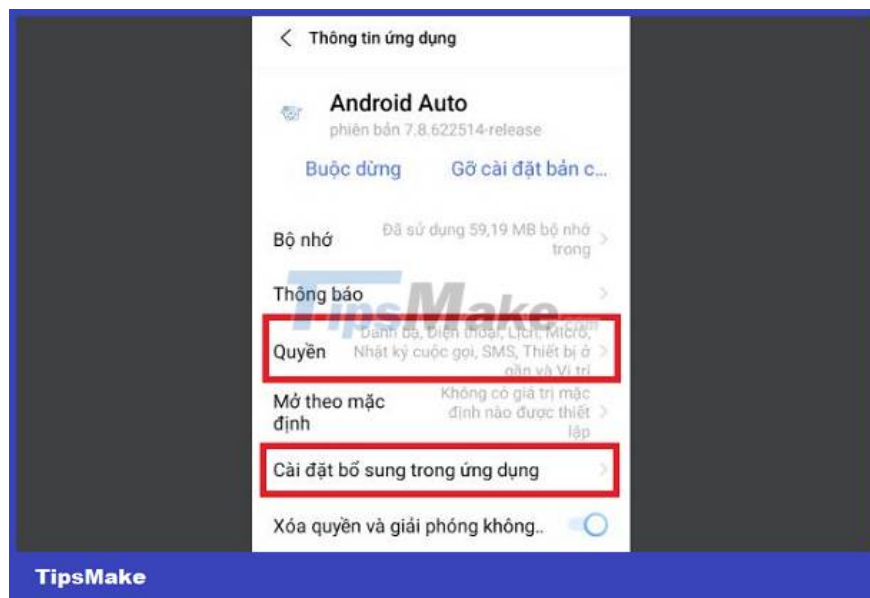 Thông tin ứng dụng
Android Auto
phiên bản 7.8.622514-release
Buộc dừng Gỡ cài đặt bản c...
Bộ nhớ Đã sử dụng 59,19 MB bộ nhớ
trong
Thông báo
TipsMake.com
Danh bạ, Điện thoại, Lịch, Micrô,
Quyền Nhật ký cuộc gọi, SMS, Thiết bị ở
gần và Vị trí
Mở theo mặc
định
Không có giá trị mặc
định nào được thiết
lập
Cài đặt bổ sung trong ứng dụng
Xóa quyền và giải phóng không..
TipsMake